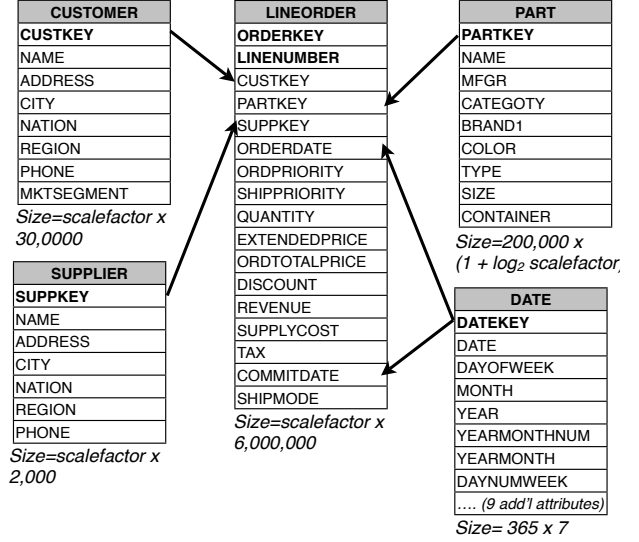 CUSTOMER
CUSTKEY
NAME
ADDRESS
CITY
NATION
REGION
PHONE
MKTSEGMENT
Size=scalefactor x
30,0000
SUPPLIER
SUPPKEY
NAME
ADDRESS
CITY
NATION
REGION
PHONE
Size=scalefactor x
2,000
LINEORDER
ORDERKEY
LINENUMBER
CUSTKEY
PARTKEY
SUPPKEY
ORDERDATE
ORDPRIORITY
SHIPPRIORITY
QUANTITY
EXTENDEDPRICE
ORDTOTALPRICE
DISCOUNT
REVENUE
SUPPLYCOST
TAX
COMMITDATE
SHIPMODE
Size=scalefactor x
6,000,000
PART
PARTKEY
NAME
MFGR
CATEGOTY
BRAND1
COLOR
TYPE
SIZE
CONTAINER
Size=200,000 x
(1 + log2 scalefactor)
DATE
DATEKEY
DATE
DAYOFWEEK
MONTH
YEAR
YEARMONTHNUM
YEARMONTH
DAYNUMWEEK
.... (9 add'l attributes)
Size= 365 x 7